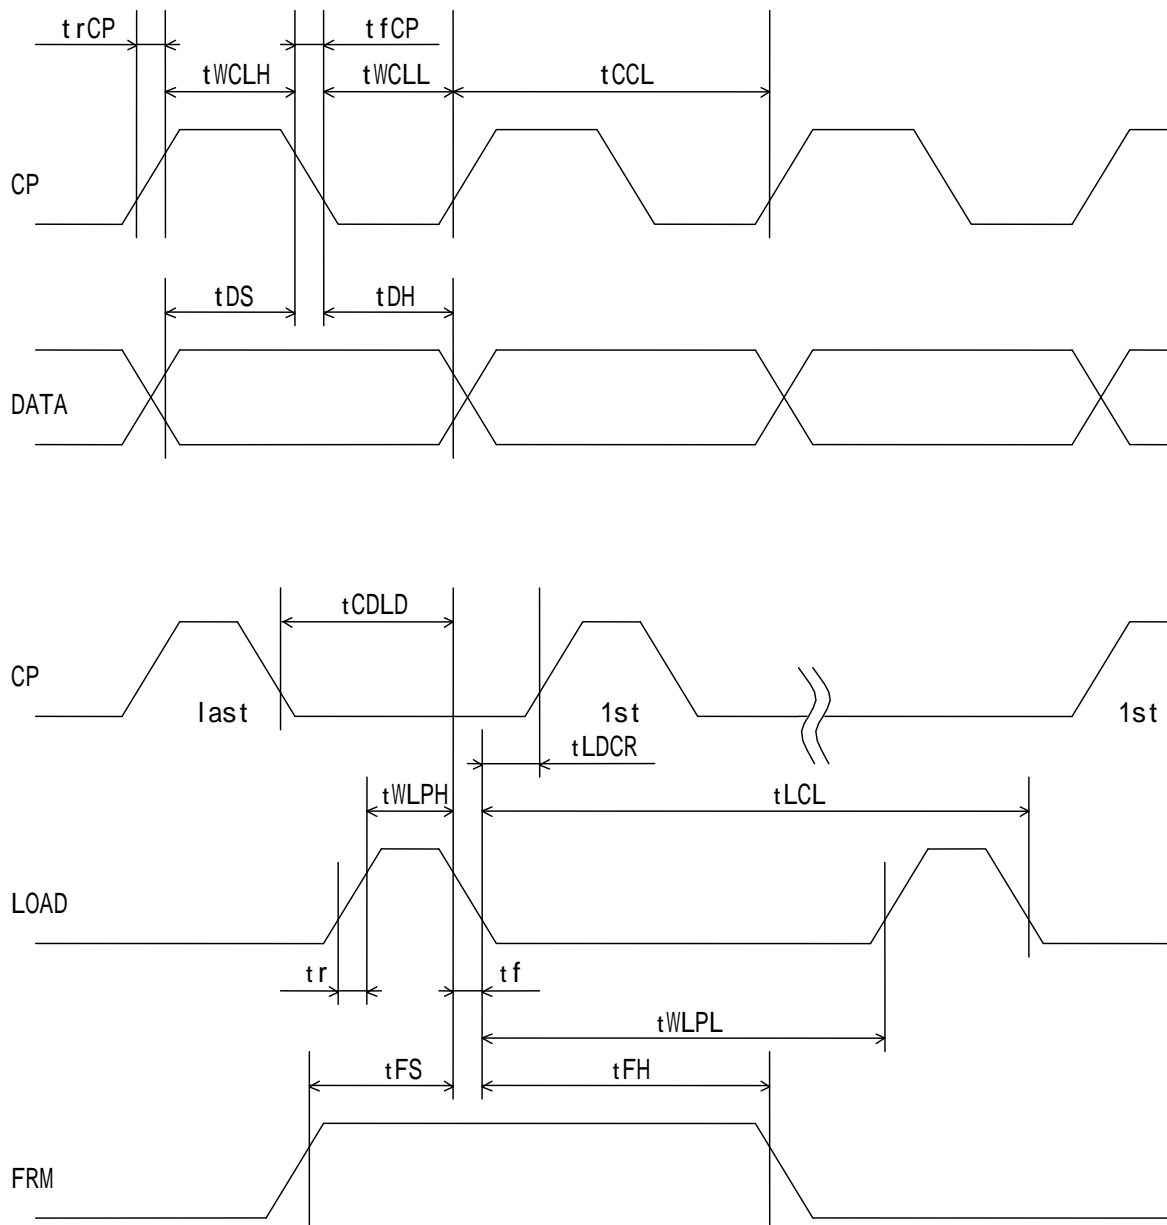 trCP
tfCP
tWCLH
tWCLL
tCCL
CP
tDS
tDH
DATA
tCDLD
CP
last
1st
1st
tLDCR
tWLPH
tLCL
LOAD
tr
tf
tWLPL
tFS
tFH
FRM